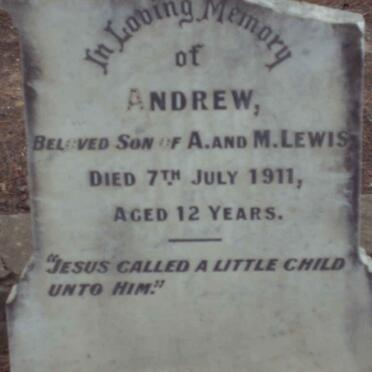 In Loving Memory
of
ANDREW,
BELOVED SON OF A. AND M. LEWIS
DIED 7TH JULY 1911,
AGED 12 YEARS.
"JESUS CALLED A LITTLE CHILD
UNTO HIM."